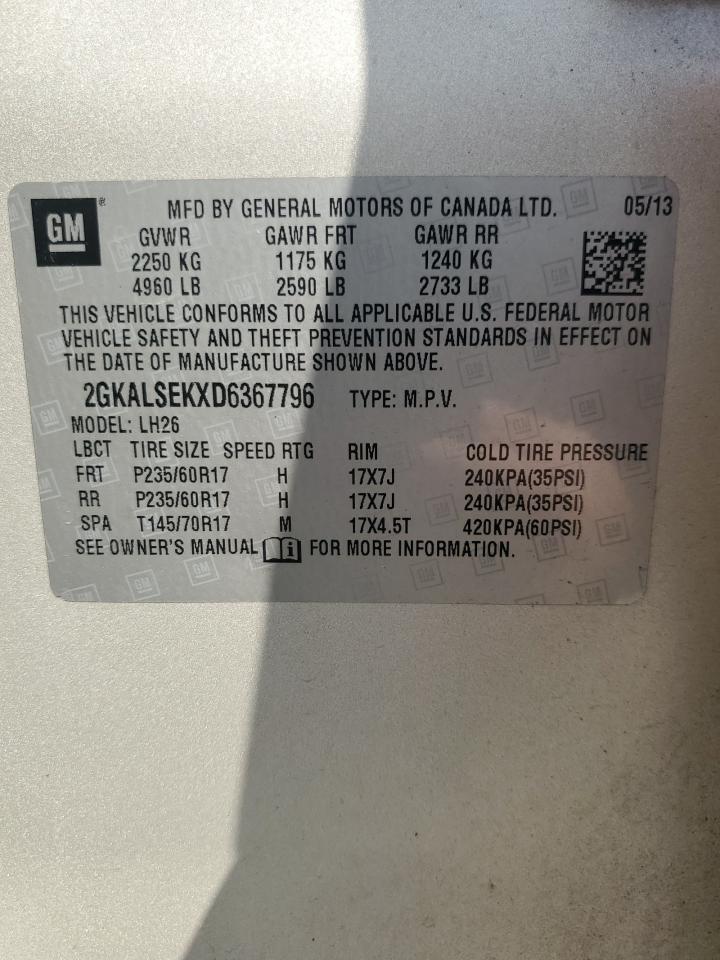 GM® MFD BY GENERAL MOTORS OF CANADA LTD. 05/13
GVWR GAWR FRT GAWR RR
2250 KG 1175 KG 1240 KG
4960 LB 2590 LB 2733 LB
THIS VEHICLE CONFORMS TO ALL APPLICABLE U.S. FEDERAL MOTOR
VEHICLE SAFETY AND THEFT PREVENTION STANDARDS IN EFFECT ON
THE DATE OF MANUFACTURE SHOWN ABOVE.
2GKALSEKXD6367796 TYPE: M.P.V.
MODEL: LH26
LBCT TIRE SIZE SPEED RTG RIM COLD TIRE PRESSURE
FRT P235/60R17 H 17X7J 240KPA(35PSI)
RR P235/60R17 H 17X7J 240KPA(35PSI)
SPA T145/70R17 M 17X4.5T 420KPA(60PSI)
SEE OWNER'S MANUAL i FOR MORE INFORMATION.